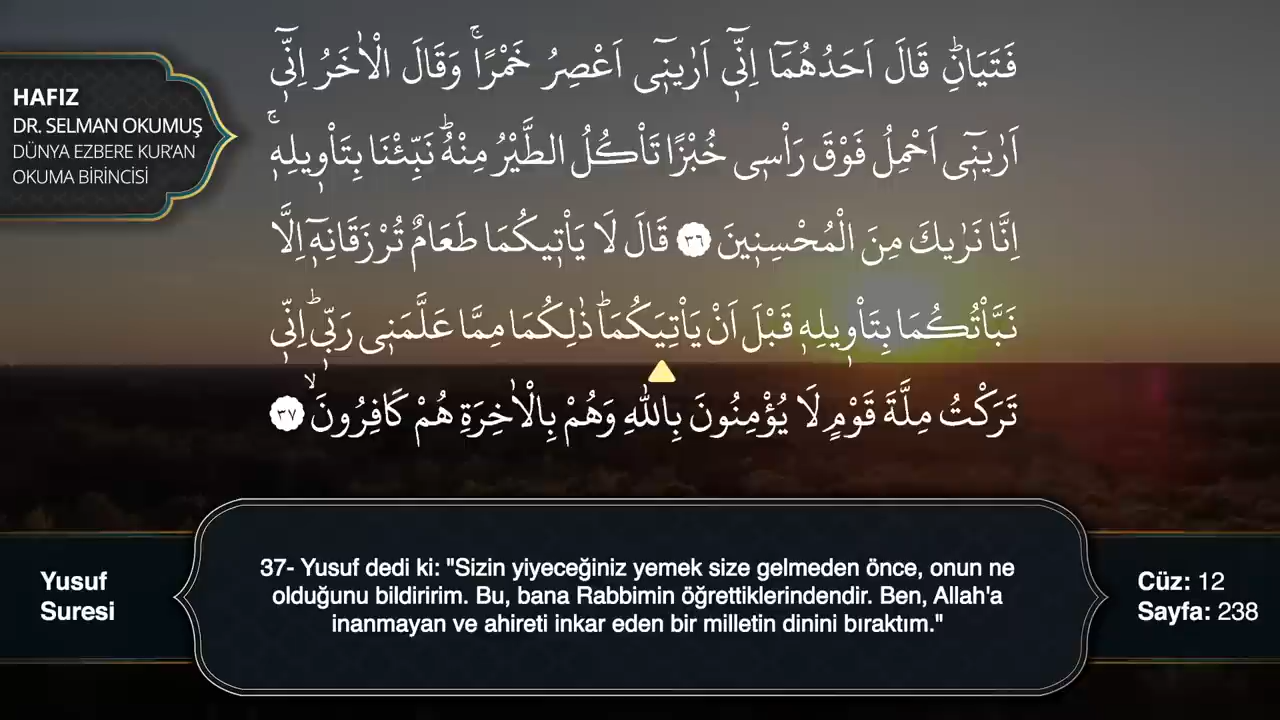 فَتَيَانِۜ قَالَ اَحَدُهُمَٓا اِنّ۪ٓي اَرٰين۪ٓي اَعْصِرُ خَمْرًاۚ وَقَالَ الْاٰخَرُ اِنّ۪ٓي
اَرٰين۪ٓي اَحْمِلُ فَوْقَ رَأْس۪ي خُبْزًا تَأْكُلُ الطَّيْرُ مِنْهُۜ نَبِّئْنَا بِتَأْو۪يلِه۪ۚ
اِنَّا نَرٰيكَ مِنَ الْمُحْسِن۪ينَ ٣٦ قَالَ لَا يَأْت۪يكُمَا طَعَامٌ تُرْزَقَانِه۪ٓ اِلَّا
نَبَّأْتُكُمَا بِتَأْو۪يلِه۪ قَبْلَ اَنْ يَأْتِيَكُمَاۜ ذٰلِكُمَا مِمَّا عَلَّمَن۪ي رَبّ۪يۜ اِنّ۪ي
تَرَكْتُ مِلَّةَ قَوْمٍ لَا يُؤْمِنُونَ بِاللّٰهِ وَهُمْ بِالْاٰخِرَةِ هُمْ كَافِرُونَۙ ٣٧
HAFIZ
DR. SELMAN OKUMUŞ
DÜNYA EZBERE KUR'AN
OKUMA BİRİNCİSİ
37- Yusuf dedi ki: "Sizin yiyeceğiniz yemek size gelmeden önce, onun ne
olduğunu bildiririm. Bu, bana Rabbimin öğrettiklerindendir. Ben, Allah'a
inanmayan ve ahireti inkar eden bir milletin dinini bıraktım."
Yusuf
Suresi
Cüz: 12
Sayfa: 238